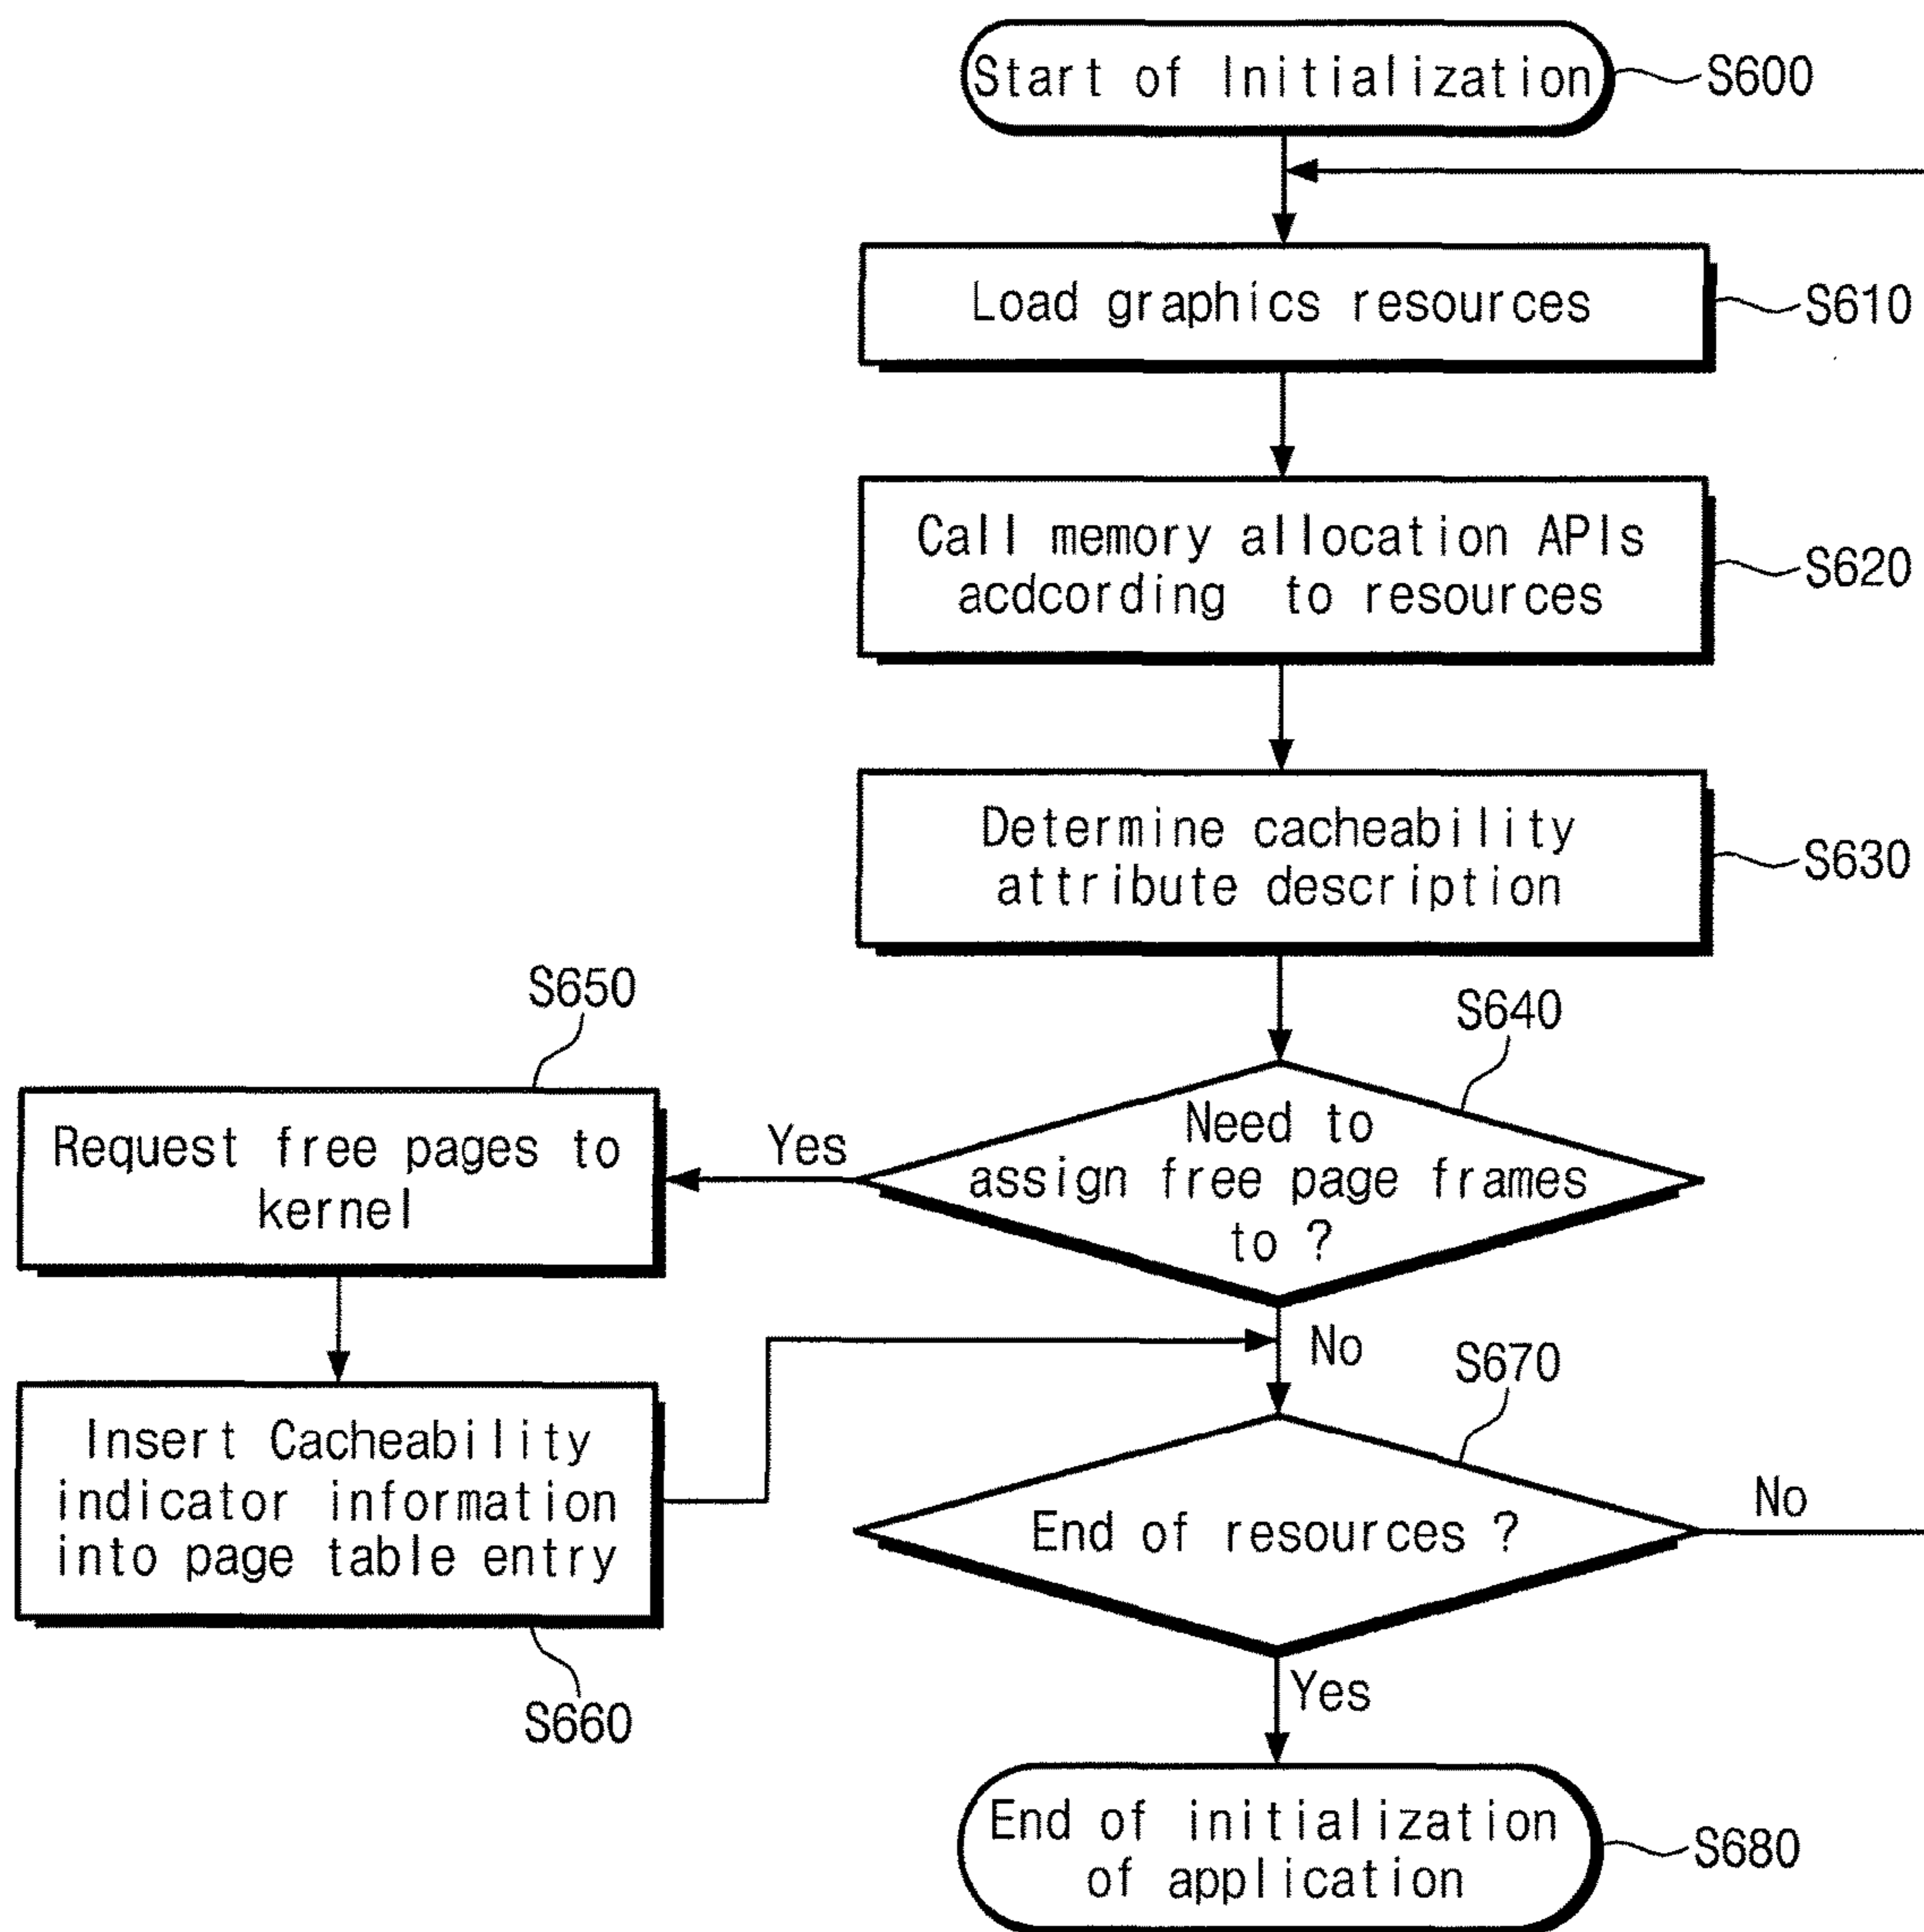 Start of Initialization
S600
Load graphics resources
S610
Call memory allocation APIs
acdcording to resources
S620
Determine cacheability
attribute description
S630
S650
S640
Request free pages to
kernel
Yes
Need to
assign free page frames
to ?
No
S670
Insert Cacheability
indicator information
into page table entry
S660
End of resources ?
No
Yes
End of initialization
of application
S680